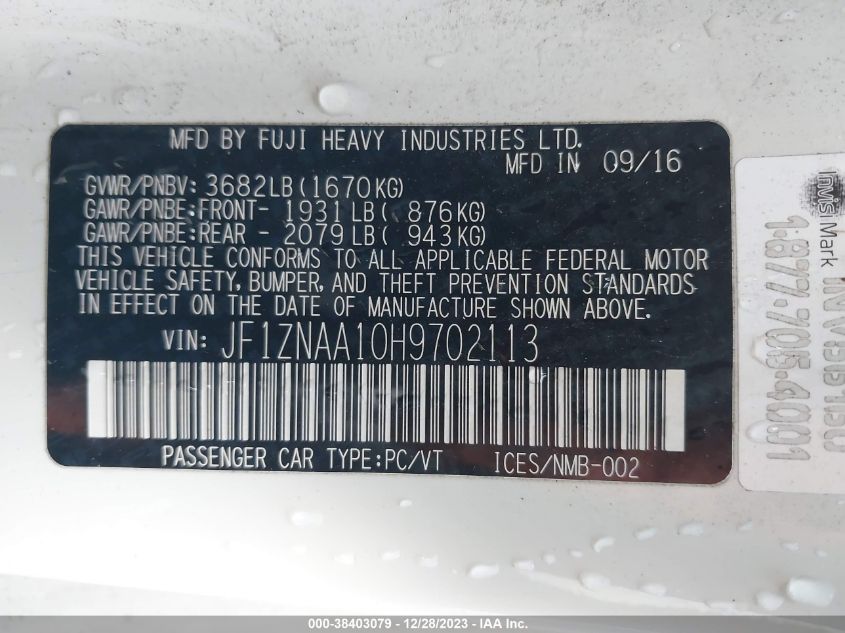 MFD BY FUJI HEAVY INDUSTRIES LTD.
MFD IN 09/16
GVWR/PNBV: 3682LB(1670KG)
GAWR/PNBE:FRONT- 1931LB( 876KG)
GAWR/PNBE:REAR - 2079LB( 943KG)
THIS VEHICLE CONFORMS TO ALL APPLICABLE FEDERAL MOTOR
VEHICLE SAFETY, BUMPER, AND THEFT PREVENTION STANDARDS
IN EFFECT ON THE DATE OF MANUFACTURE SHOWN ABOVE.
VIN: JF1ZNAA10H9702113
PASSENGER CAR TYPE:PC/VT ICES/NMB-002
InvisiMark
1-877-705-4001
000-38403079 - 12/28/2023 - IAA Inc.